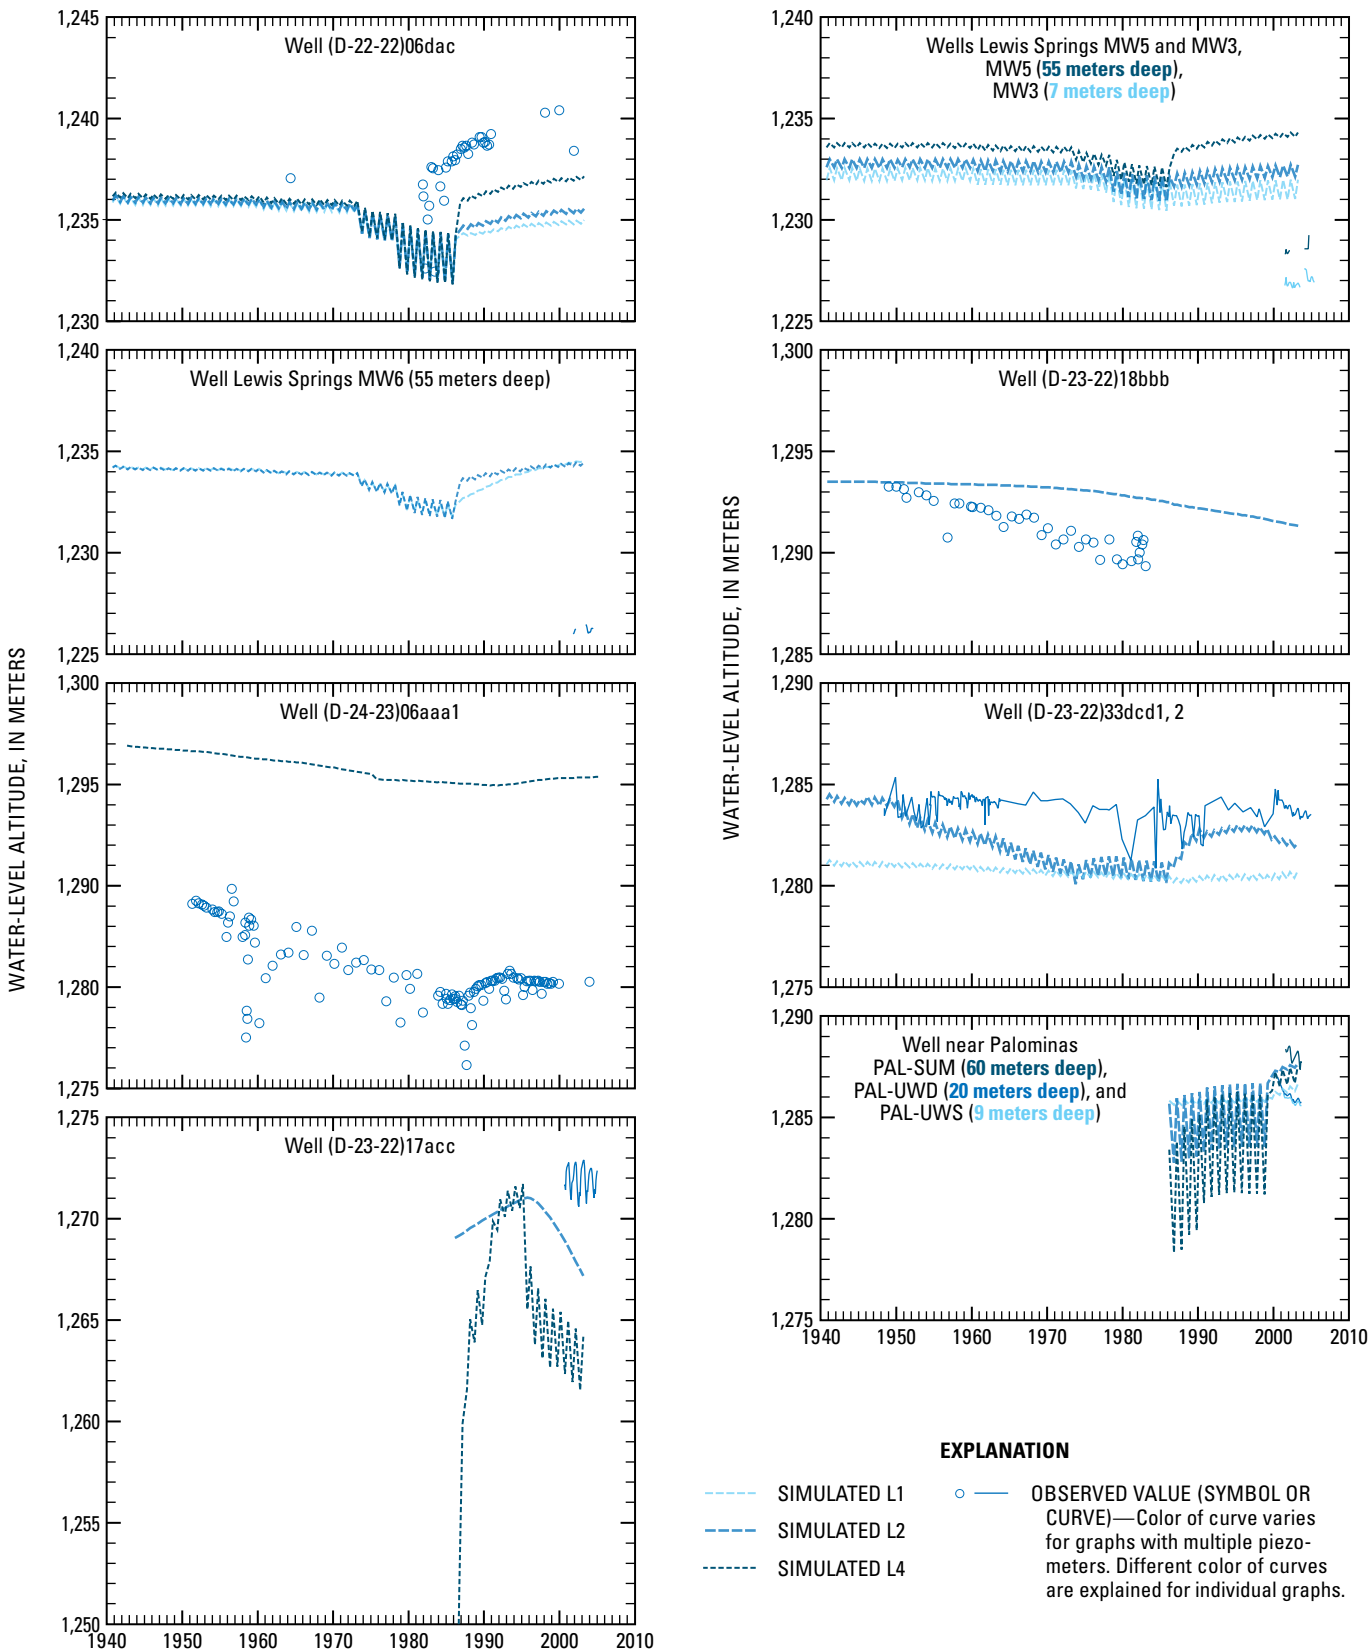 WATER-LEVEL ALTITUDE, IN METERS
1,245
1,240
1,235
1,230
Well (D-22-22)06dac
1,240
1,235
1,230
1,225
Well Lewis Springs MW6 (55 meters deep)
1,300
1,295
1,290
1,280
1,275
Well (D-24-23)06aaa1
1,275
1,270
1,265
1,260
1,255
1,250
Well (D-23-22)17acc
1940 1950 1960 1970 1980 1990 2000 2010
WATER-LEVEL ALTITUDE, IN METERS
1,240
1,235
1,230
1,225
Wells Lewis Springs MW5 and MW3,
MW5 (55 meters deep),
MW3 (7 meters deep)
1,300
1,295
1,290
1,285
Well (D-23-22)18bbb
1,290
1,285
1,280
1,275
Well (D-23-22)33dcd1, 2
1,290
1,285
1,280
1,275
Well near Palominas
PAL-SUM (60 meters deep),
PAL-UWD (20 meters deep), and
PAL-UWS (9 meters deep)
1940 1950 1960 1970 1980 1990 2000 2010
EXPLANATION
SIMULATED L1
SIMULATED L2
SIMULATED L4
OBSERVED VALUE (SYMBOL OR
CURVE)—Color of curve varies
for graphs with multiple piezo-
meters. Different color of curves
are explained for individual graphs.